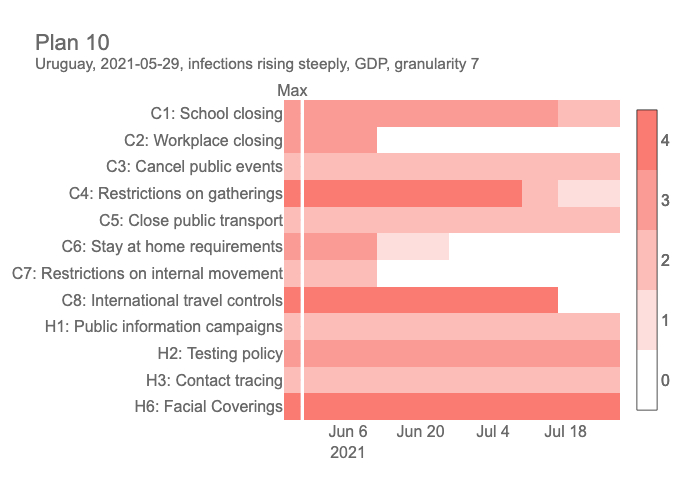 Plan 10
Uruguay, 2021-05-29, infections rising steeply, GDP, granularity 7
Max
C1: School closing
C2: Workplace closing
C3: Cancel public events
C4: Restrictions on gatherings
C5: Close public transport
C6: Stay at home requirements
C7: Restrictions on internal movement
C8: International travel controls
H1: Public information campaigns
H2: Testing policy
H3: Contact tracing
H6: Facial Coverings
Jun 6 Jun 20 Jul 4 Jul 18
2021
4
3
2
1
0